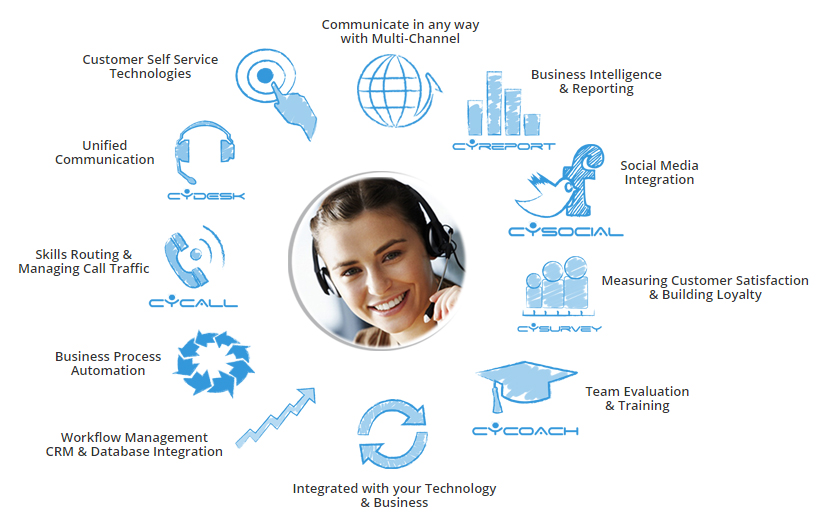 Communicate in any way
with Multi-Channel
Customer Self Service
Technologies
Business Intelligence
& Reporting
CYREPORT
Unified
Communication
CYDESK
Social Media
Integration
CYSOCIAL
Skills Routing &
Managing Call Traffic
CYCALL
Measuring Customer Satisfaction
& Building Loyalty
CYSURVEY
Business Process
Automation
Team Evaluation
& Training
CYCOACH
Workflow Management
CRM & Database Integration
Integrated with your Technology
& Business